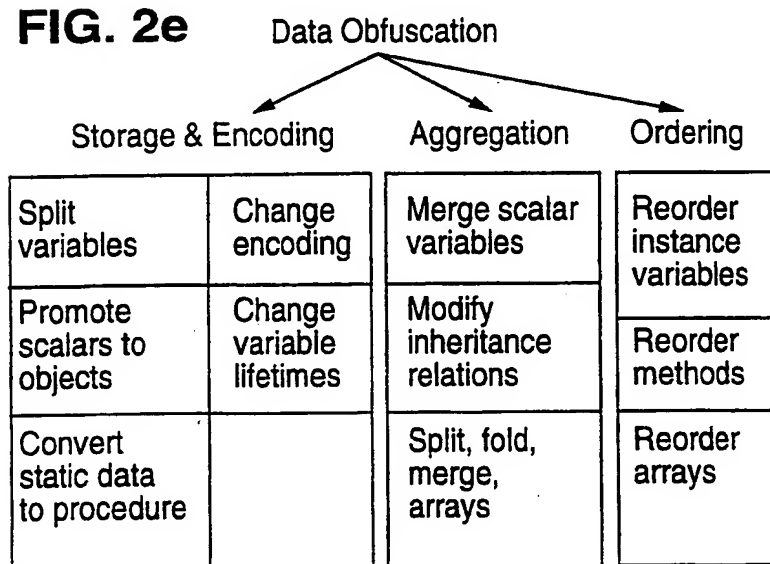 FIG. 2e
Data Obfuscation
Storage & Encoding
Aggregation
Ordering
Split
variables
Change
encoding
Merge scalar
variables
Reorder
instance
variables
Promote
scalars to
objects
Change
variable
lifetimes
Modify
inheritance
relations
Reorder
methods
Convert
static data
to procedure
Split, fold,
merge,
arrays
Reorder
arrays